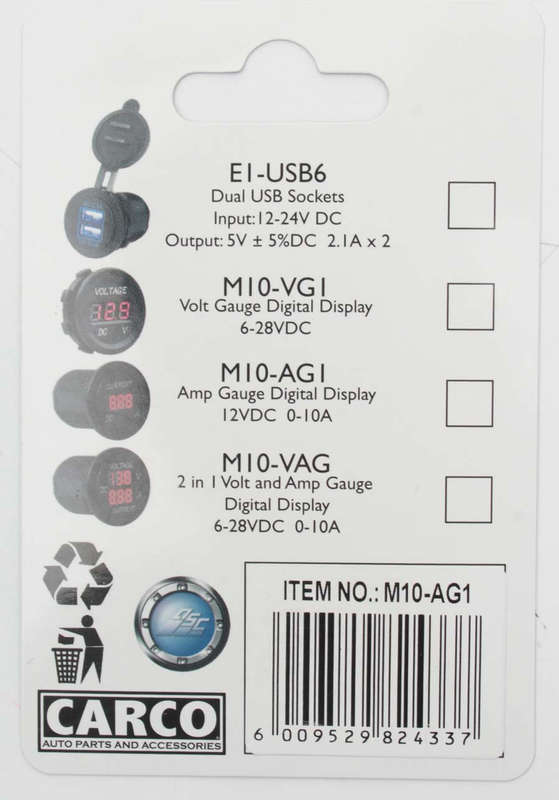 E1-USB6
Dual USB Sockets
Input:12-24V DC
Output: 5V ± 5%DC 2.1A x 2
VOLTAGE
DC V
M10-VG1
Volt Gauge Digital Display
6-28VDC
CURRENT
M10-AG1
Amp Gauge Digital Display
12VDC 0-10A
VOLTAGE
CURRENT
M10-VAG
2 in 1 Volt and Amp Gauge
Digital Display
6-28VDC 0-10A
ITEM NO.: M10-AG1
6 009529 824337
CARCO
AUTO PARTS AND ACCESSORIES